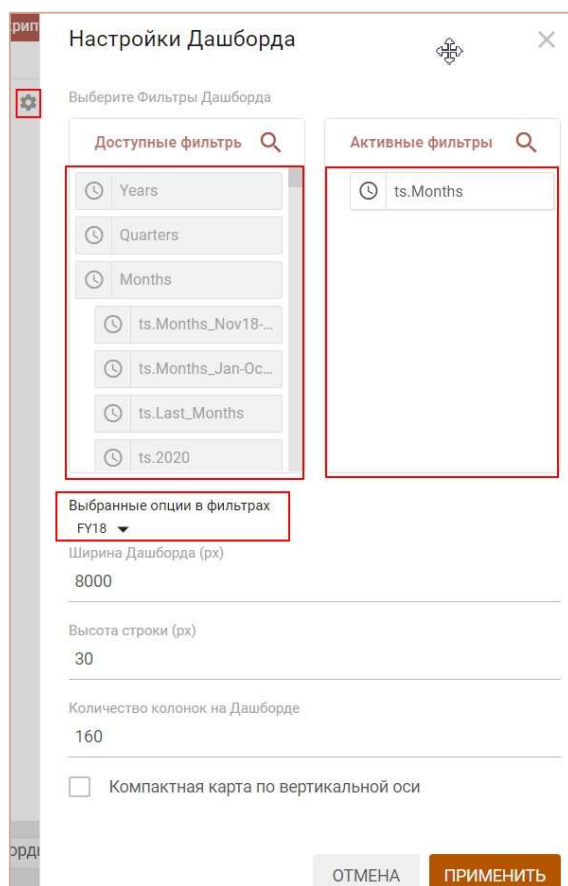 рип
Настройки Дашборда
Выберите Фильтры Дашборда
Доступные фильтрь
Активные фильтры
Years
Quarters
Months
ts.Months_Nov18-...
ts.Months_Jan-Oc...
ts.Last_Months
ts.2020
ts.Months
Выбранные опции в фильтрах
FY18
Ширина Дашборда (px)
8000
Высота строки (px)
30
Количество колонок на Дашборде
160
Компактная карта по вертикальной оси
орді
ОТМЕНА ПРИМЕНИТЬ